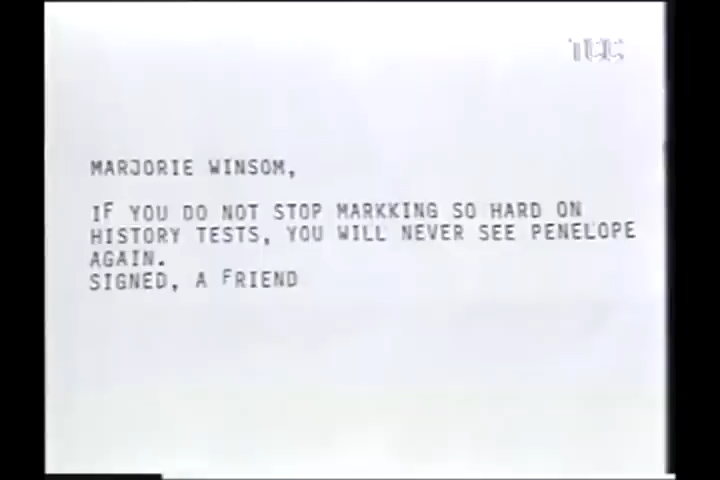 TCC
MARJORIE WINSOM,
IF YOU DO NOT STOP MARKKING SO HARD ON
HISTORY TESTS, YOU WILL NEVER SEE PENELOPE
AGAIN.
SIGNED, A FRIEND